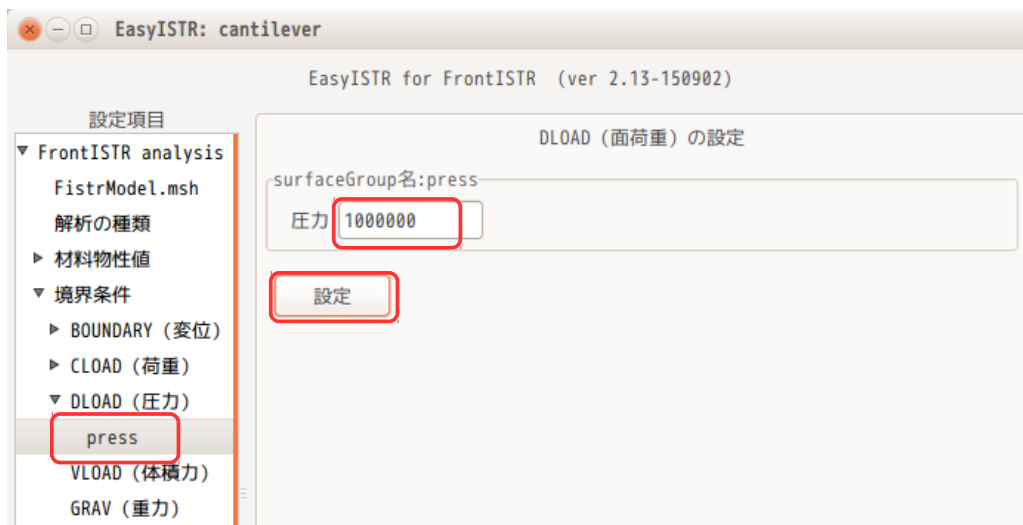 EasyISTR: cantilever
EasyISTR for FrontISTR (ver 2.13-150902)
設定項目
FrontISTR analysis
FistrModel.msh
解析の種類
材料物性値
境界条件
BOUNDARY (変位)
CLOAD (荷重)
DLOAD (圧力)
press
VLOAD (体積力)
GRAV (重力)
DLOAD (面荷重) の設定
surfaceGroup名:press
圧力 1000000
設定